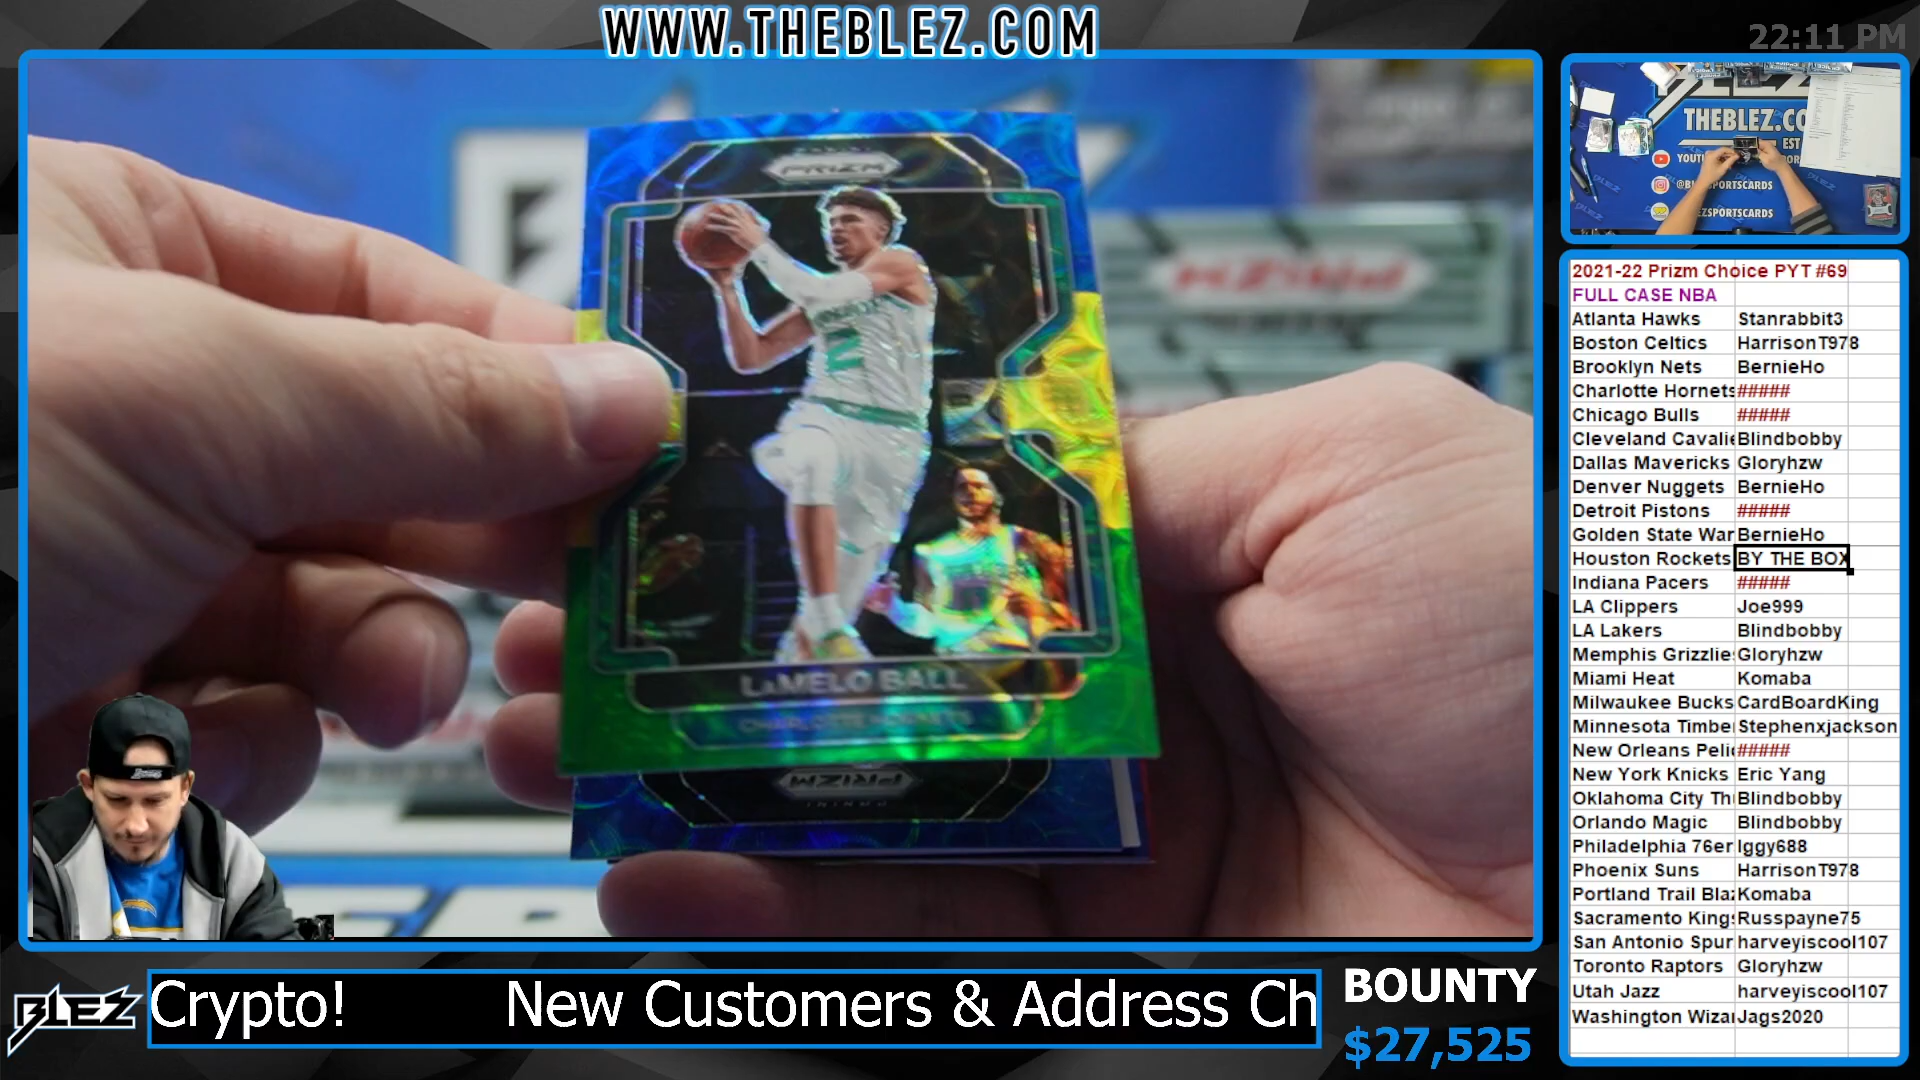 WWW.THEBLEZ.COM
22:11 PM
PANINI
PRIZM
LaMELO BALL
CHARLOTTE HORNETS
PRIZM
PANINI
PRIZM
THEBLEZ.CO
EST
2021-22 Prizm Choice PYT #69
FULL CASE NBA
Atlanta Hawks Stanrabbit3
Boston Celtics HarrisonT978
Brooklyn Nets BernieHo
Charlotte Hornets #####
Chicago Bulls #####
Cleveland Cavalie Blindbobby
Dallas Mavericks Gloryhzw
Denver Nuggets BernieHo
Detroit Pistons #####
Golden State War BernieHo
Houston Rockets BY THE BOX
Indiana Pacers #####
LA Clippers Joe999
LA Lakers Blindbobby
Memphis Grizzlie Gloryhzw
Miami Heat Komaba
Milwaukee Bucks CardBoardKing
Minnesota Timbe Stephenxjackson
New Orleans Peli #####
New York Knicks Eric Yang
Oklahoma City Th Blindbobby
Orlando Magic Blindbobby
Philadelphia 76er Iggy688
Phoenix Suns HarrisonT978
Portland Trail Bla Komaba
Sacramento King Russpayne75
San Antonio Spur harveyiscool107
Toronto Raptors Gloryhzw
Utah Jazz harveyiscool107
Washington Wiza Jags2020
BLEZ
Crypto! New Customers & Address Ch
BOUNTY
$27,525